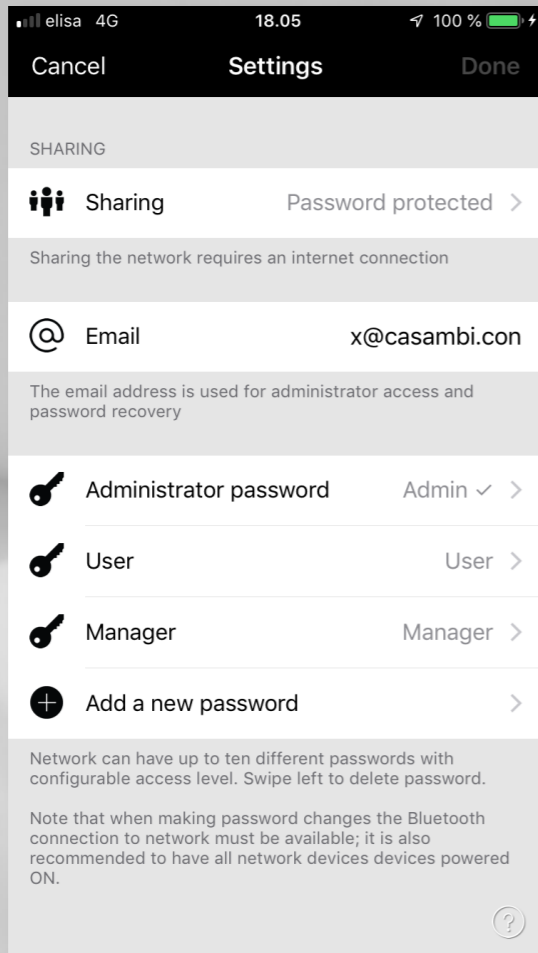 elisa 4G 18.05 100 %
Cancel Settings Done
SHARING
Sharing Password protected
Sharing the network requires an internet connection
@ Email x@casambi.con
The email address is used for administrator access and
password recovery
Administrator password Admin
User User
Manager Manager
Add a new password
Network can have up to ten different passwords with
configurable access level. Swipe left to delete password.
Note that when making password changes the Bluetooth
connection to network must be available; it is also
recommended to have all network devices devices powered
ON.
?